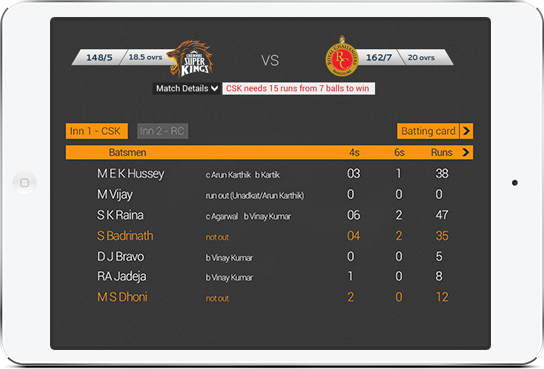 148/5 18.5 ovrs CHENNAI SUPER KINGS VS ROYAL CHALLENGERS RC 162/7 20 ovrs
Match Details CSK needs 15 runs from 7 balls to win
Inn 1 - CSK Inn 2 - RC Batting card
Batsmen 4s 6s Runs
M E K Hussey c Arun Karthik b Kartik 03 1 38
M Vijay run out (Unadkat/Arun Karthik) 0 0 0
S K Raina c Agarwal b Vinay Kumar 06 2 47
S Badrinath not out 04 2 35
D J Bravo b Vinay Kumar 0 0 5
RA Jadeja b Vinay Kumar 1 0 8
M S Dhoni not out 2 0 12